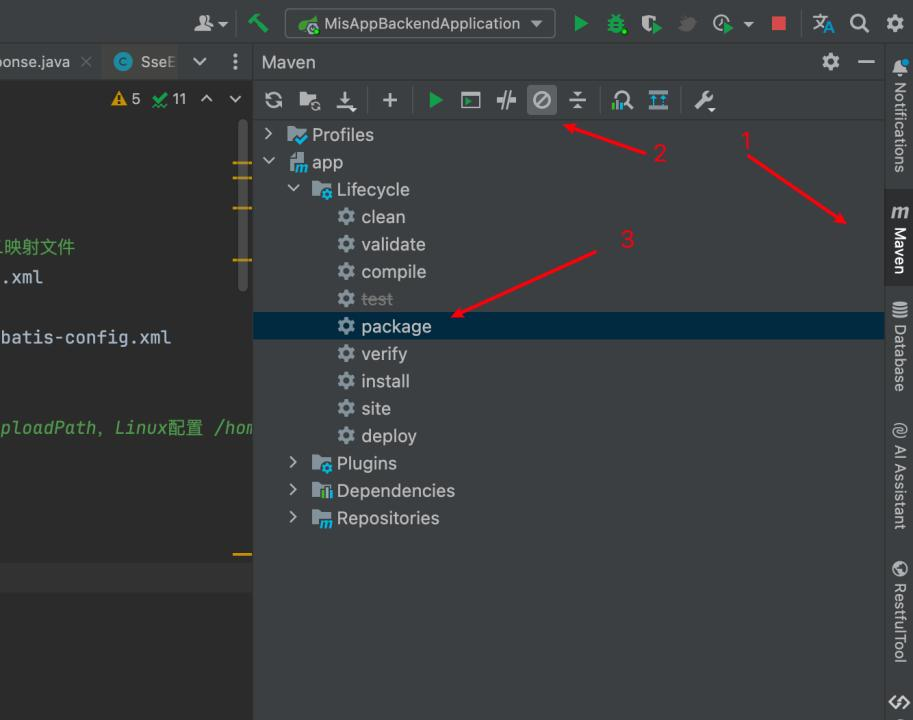 MisAppBackendApplication
onse.java
SseE
Maven
5
11
Profiles
app
Lifecycle
clean
validate
compile
test
package
verify
install
site
deploy
Plugins
Dependencies
Repositories
映射文件
.xml
batis-config.xml
ploadPath, Linux配置 /hom
1
2
3
Notifications
Maven
Database
AI Assistant
RestfulTool